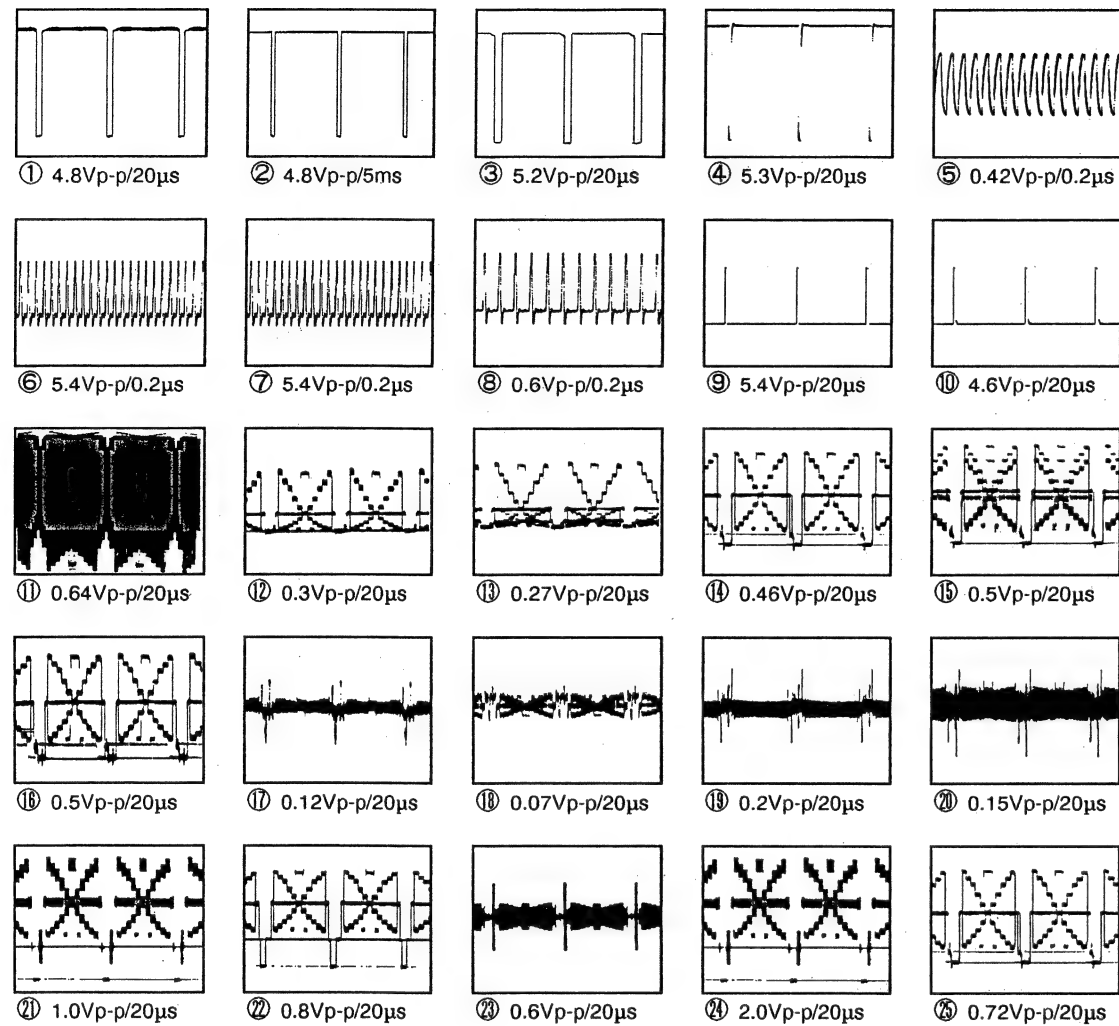 ① 4.8Vp-p/20µs ② 4.8Vp-p/5ms ③ 5.2Vp-p/20µs ④ 5.3Vp-p/20µs ⑤ 0.42Vp-p/0.2µs
⑥ 5.4Vp-p/0.2µs ⑦ 5.4Vp-p/0.2µs ⑧ 0.6Vp-p/0.2µs ⑨ 5.4Vp-p/20µs ⑩ 4.6Vp-p/20µs
⑪ 0.64Vp-p/20µs ⑫ 0.3Vp-p/20µs ⑬ 0.27Vp-p/20µs ⑭ 0.46Vp-p/20µs ⑮ 0.5Vp-p/20µs
⑯ 0.5Vp-p/20µs ⑰ 0.12Vp-p/20µs ⑱ 0.07Vp-p/20µs ⑲ 0.2Vp-p/20µs ⑳ 0.15Vp-p/20µs
㉑ 1.0Vp-p/20µs ㉒ 0.8Vp-p/20µs ㉓ 0.6Vp-p/20µs ㉔ 2.0Vp-p/20µs ㉕ 0.72Vp-p/20µs